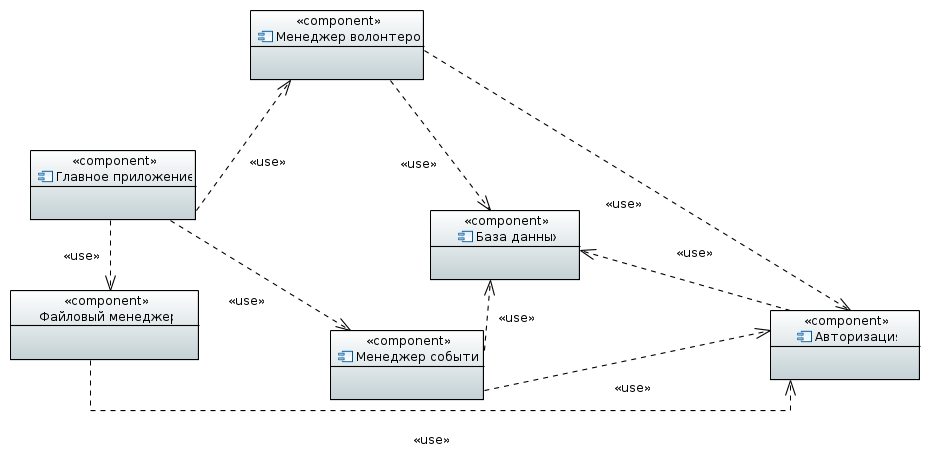 «component»
Менеджер волонтеро
«use»
«use»
«component»
Главное приложение
«use»
«component»
База данны
«use»
«use»
«component»
Файловый менеджер
«use»
«use»
«component»
Менеджер событи
«component»
Авторизация
«use»
«use»